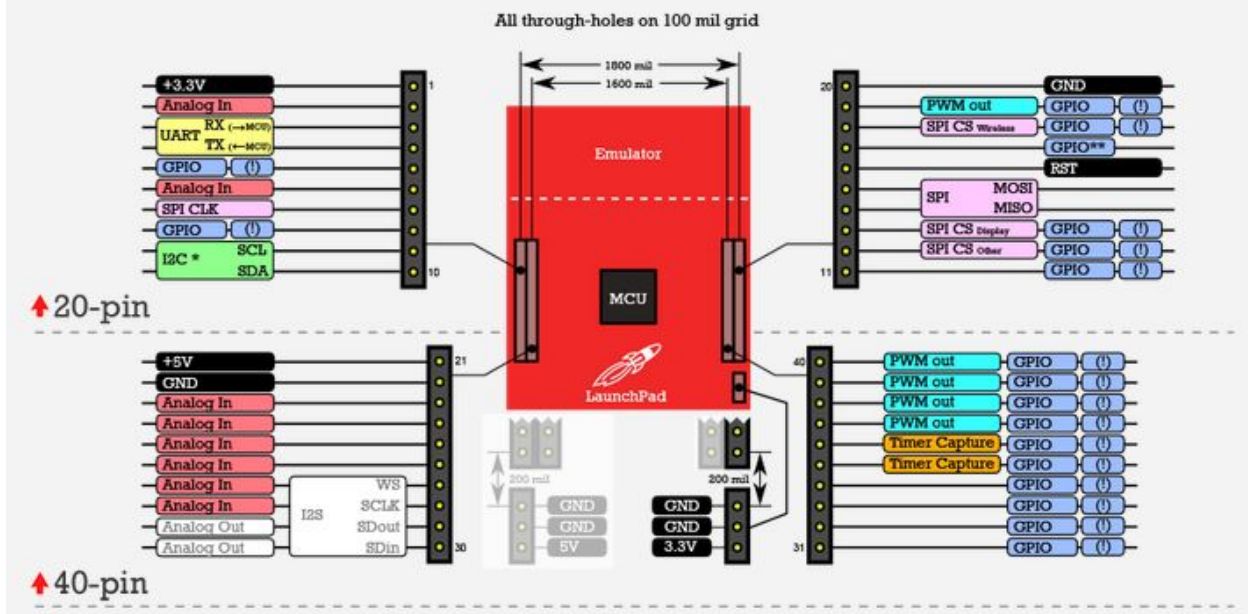 All through-holes on 100 mil grid
1800 mil
1600 mil
+3.3V 1
Analog In
UART RX (→MCU)
TX (←MCU)
GPIO (!)
Analog In
SPI CLK
GPIO (!)
I2C * SCL
SDA 10
Emulator
MCU
LaunchPad
20 GND
PWM out GPIO (!)
SPI CS Wireless GPIO (!)
GPIO**
RST
SPI MOSI
MISO
SPI CS Display GPIO (!)
SPI CS Other GPIO (!)
11 GPIO (!)
20-pin
+5V 21
GND
Analog In
Analog In
Analog In
Analog In
Analog In WS
Analog In I2S SCLK
Analog Out SDout
Analog Out SDin 30
200 mil
GND
GND
5V
200 mil
GND
GND
3.3V
40 PWM out GPIO (!)
PWM out GPIO (!)
PWM out GPIO (!)
PWM out GPIO (!)
Timer Capture GPIO (!)
Timer Capture GPIO (!)
GPIO (!)
GPIO (!)
GPIO (!)
31 GPIO (!)
40-pin